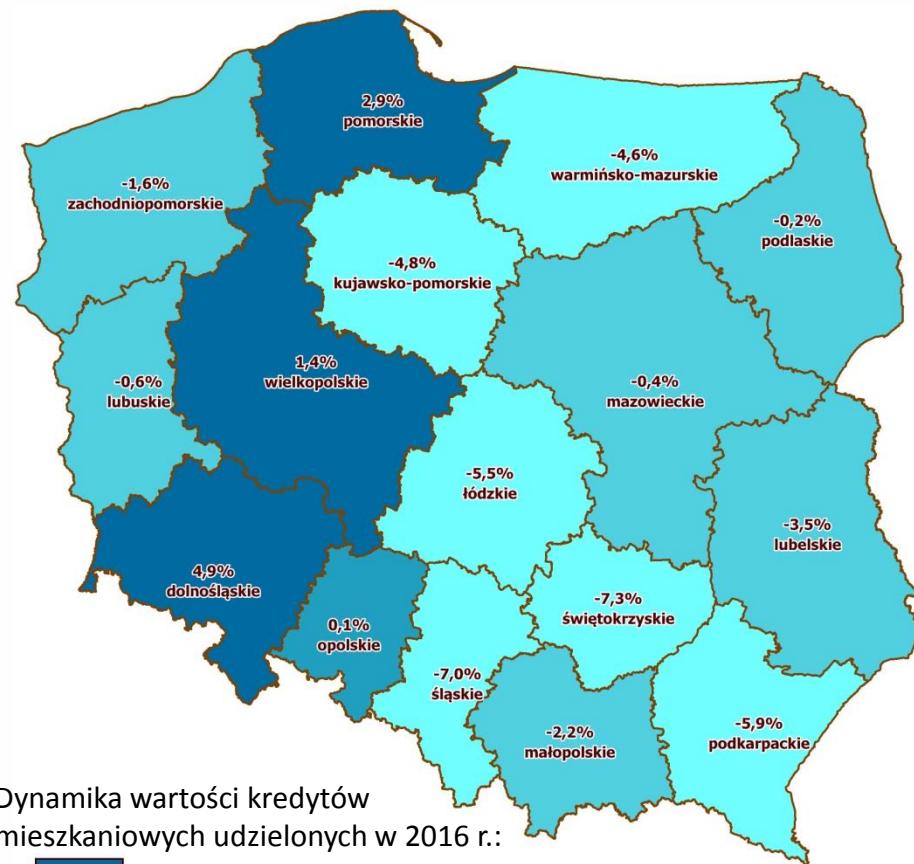 2,9%
pomorskie
-4,6%
warmińsko-mazurskie
-1,6%
zachodniopomorskie
-0,2%
podlaskie
-4,8%
kujawsko-pomorskie
1,4%
wielkopolskie
-0,6%
lubuskie
-0,4%
mazowieckie
-5,5%
łódzkie
-3,5%
lubelskie
4,9%
dolnośląskie
-7,3%
świętokrzyskie
0,1%
opolskie
-7,0%
śląskie
-2,2%
małopolskie
-5,9%
podkarpackie
Dynamika wartości kredytów
mieszkaniowych udzielonych w 2016 r.: